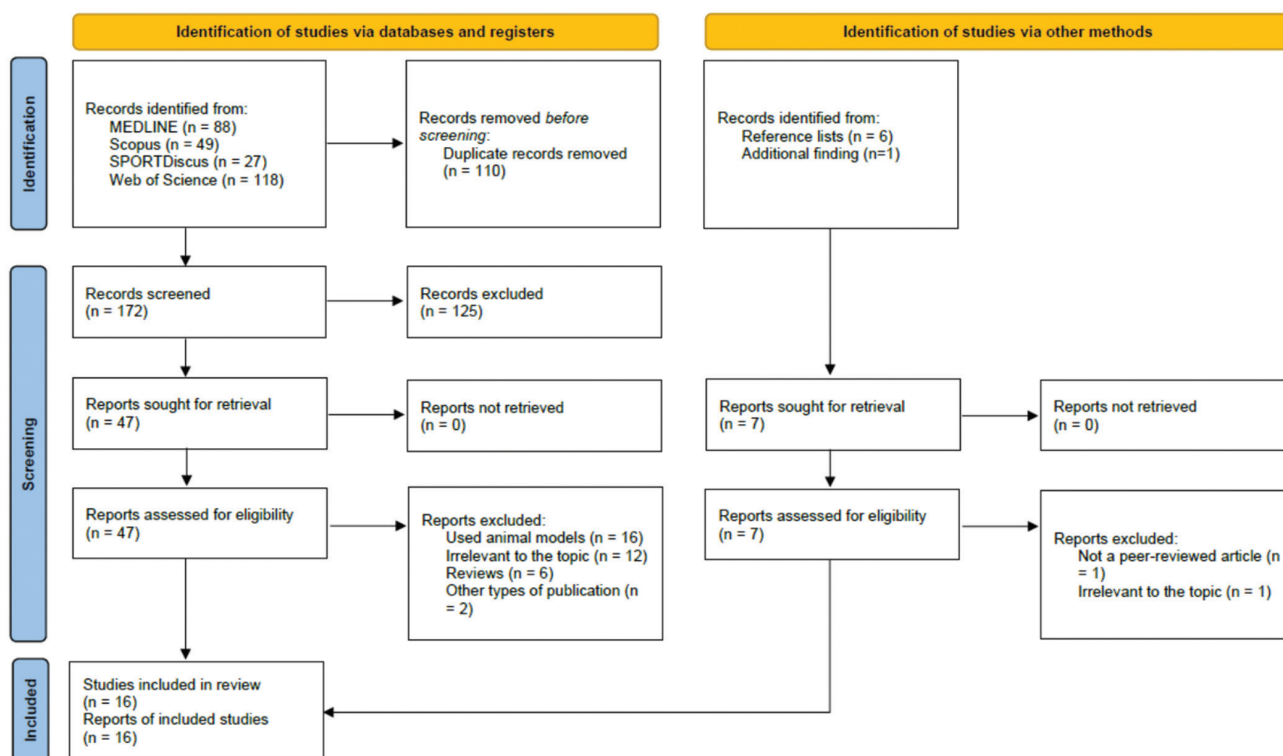 Identification of studies via databases and registers
Identification of studies via other methods
Identification
Records identified from:
MEDLINE (n = 88)
Scopus (n = 49)
SPORTDiscus (n = 27)
Web of Science (n = 118)
Records removed before
screening:
Duplicate records removed
(n = 110)
Records identified from:
Reference lists (n = 6)
Additional finding (n=1)
Screening
Records screened
(n = 172)
Records excluded
(n = 125)
Reports sought for retrieval
(n = 47)
Reports not retrieved
(n = 0)
Reports sought for retrieval
(n = 7)
Reports not retrieved
(n = 0)
Reports assessed for eligibility
(n = 47)
Reports excluded:
Used animal models (n = 16)
Irrelevant to the topic (n = 12)
Reviews (n = 6)
Other types of publication (n
= 2)
Reports assessed for eligibility
(n = 7)
Reports excluded:
Not a peer-reviewed article (n
= 1)
Irrelevant to the topic (n = 1)
Included
Studies included in review
(n = 16)
Reports of included studies
(n = 16)